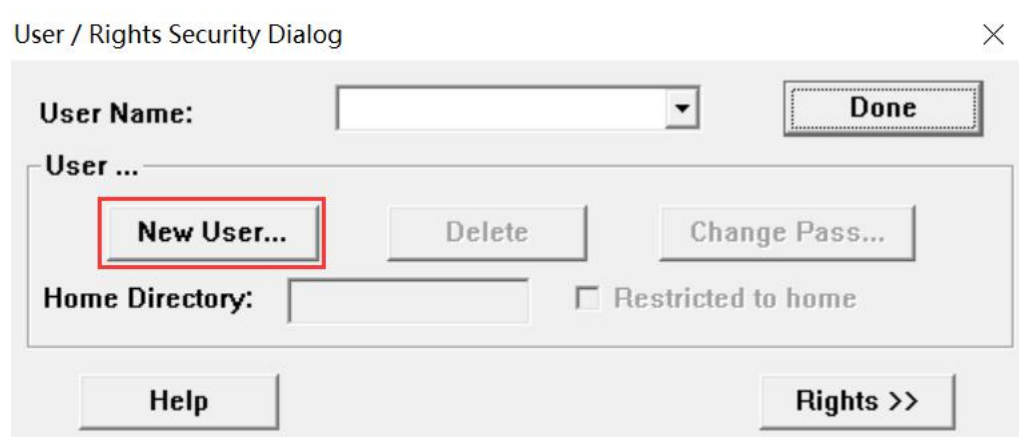 User / Rights Security Dialog
User Name:
Done
User ...
New User...
Delete
Change Pass...
Home Directory:
Restricted to home
Help
Rights >>